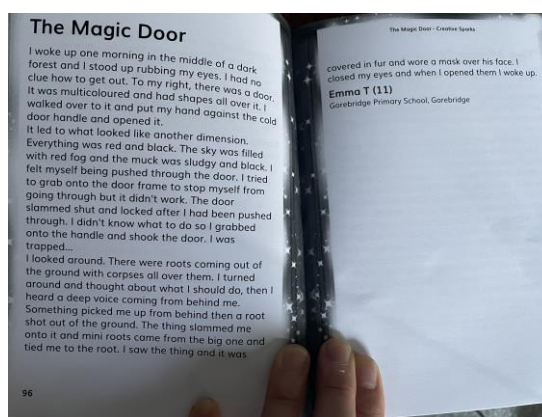 The Magic Door
I woke up one morning in the middle of a dark
forest and I stood up rubbing my eyes. I had no
clue how to get out. To my right, there was a door.
It was multicoloured and had shapes all over it. I
walked over to it and put my hand against the cold
door handle and opened it.
It led to what looked like another dimension.
Everything was red and black. The sky was filled
with red fog and the muck was sludgy and black. I
felt myself being pushed through the door. I tried
to grab onto the door frame to stop myself from
going through but it didn't work. The door
slammed shut and locked after I had been pushed
through. I didn't know what to do so I grabbed
onto the handle and shook the door. I was
trapped...
I looked around. There were roots coming out of
the ground with corpses all over them. I turned
around and thought about what I should do, then I
heard a deep voice coming from behind me.
Something picked me up from behind then a root
shot out of the ground. The thing slammed me
onto it and mini roots came from the big one and
tied me to the root. I saw the thing and it was
96
The Magic Door - Creative Sparks
covered in fur and wore a mask over his face. I
closed my eyes and when I opened them I woke up.
Emma T (11)
Gorebridge Primary School, Gorebridge